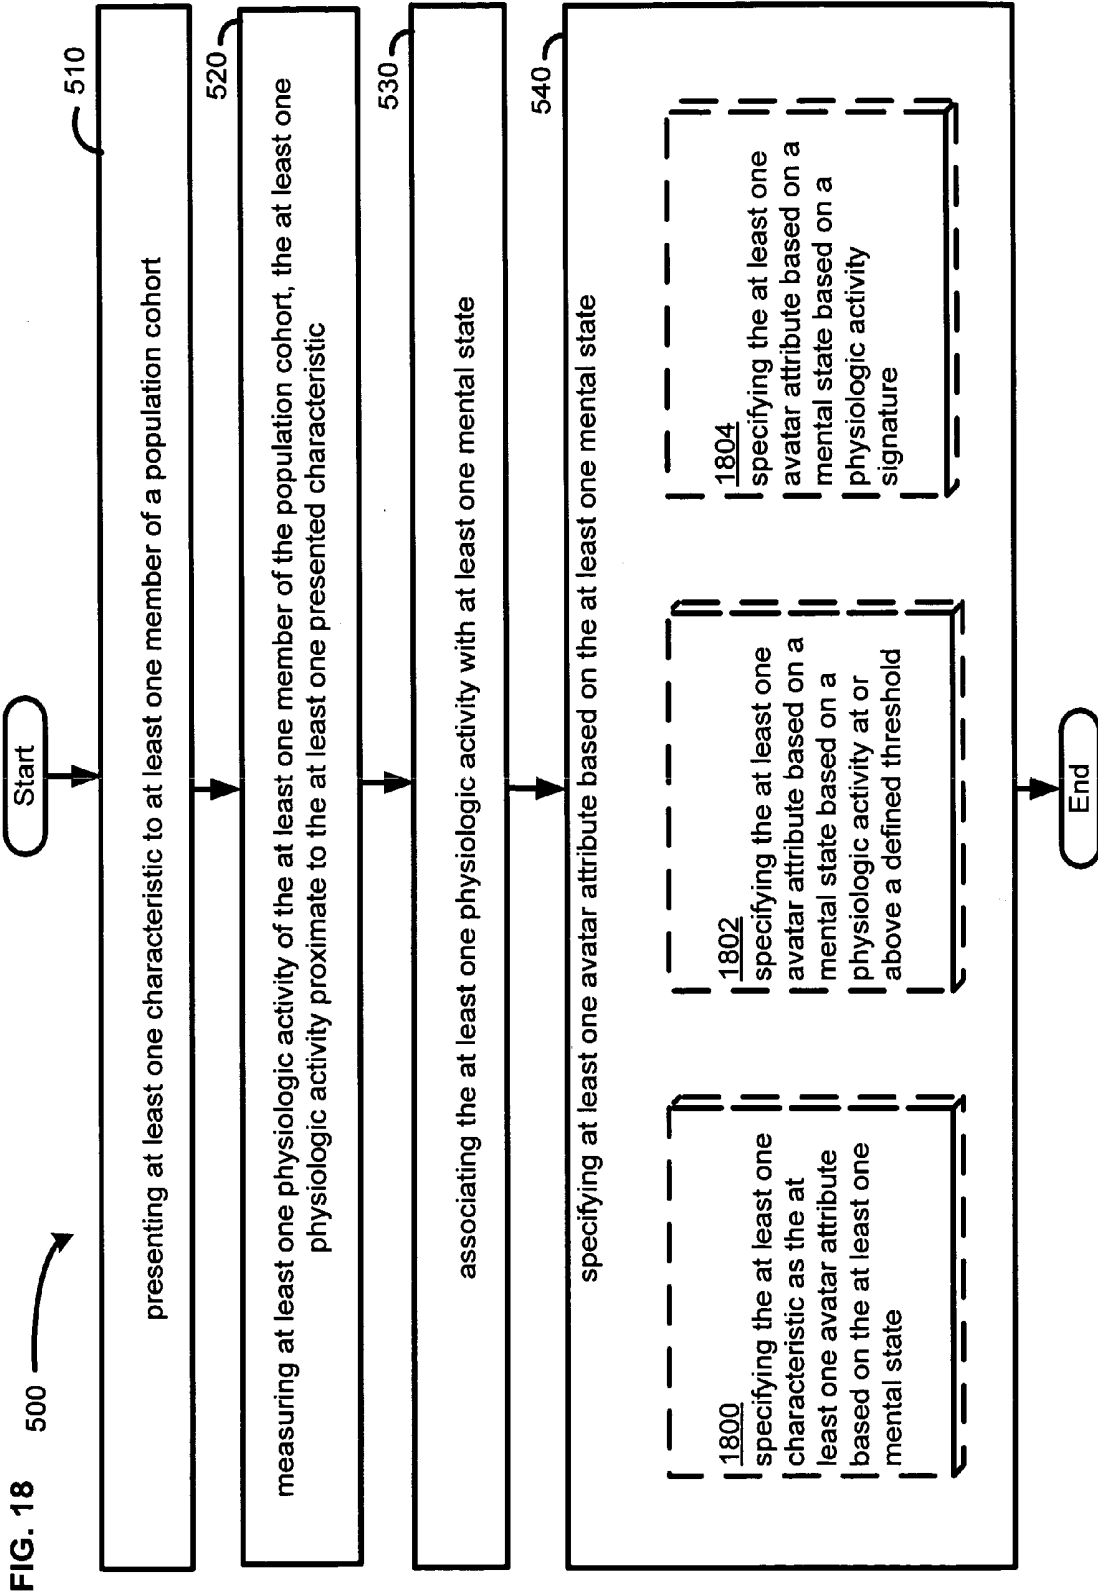 FIG. 18
500
Start
510
presenting at least one characteristic to at least one member of a population cohort
520
measuring at least one physiologic activity of the at least one member of the population cohort, the at least one
physiologic activity proximate to the at least one presented characteristic
530
associating the at least one physiologic activity with at least one mental state
540
specifying at least one avatar attribute based on the at least one mental state
1800
specifying the at least one
characteristic as the at
least one avatar attribute
based on the at least one
mental state
1802
specifying the at least one
avatar attribute based on a
mental state based on a
physiologic activity at or
above a defined threshold
1804
specifying the at least one
avatar attribute based on a
mental state based on a
physiologic activity
signature
End